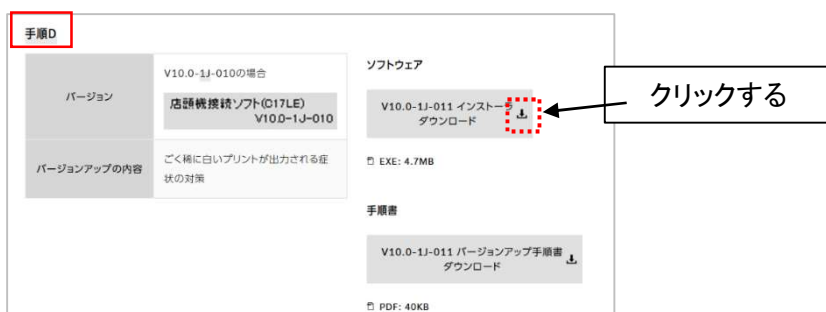 手順D
バージョン
V10.0-1J-010の場合
店頭機接続ソフト(C17LE)
V10.0-1J-010
バージョンアップの内容
ごく稀に白いプリントが出力される症
状の対策
ソフトウェア
V10.0-1J-011 インストーラ
ダウンロード
EXE: 4.7MB
手順書
V10.0-1J-011 バージョンアップ手順書
ダウンロード
PDF: 40KB
クリックする